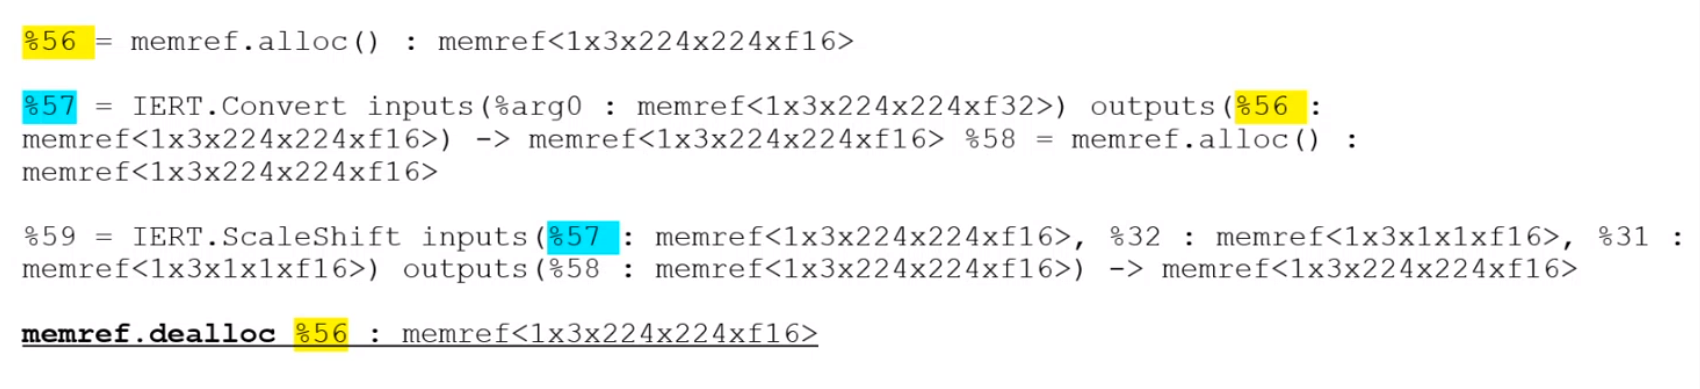 %56 = memref.alloc() : memref<1x3x224x224xf16>
%57 = IERT.Convert inputs(%arg0 : memref<1x3x224x224xf32>) outputs(%56 :
memref<1x3x224x224xf16>) -> memref<1x3x224x224xf16> %58 = memref.alloc() :
memref<1x3x224x224xf16>
%59 = IERT.ScaleShift inputs(%57 : memref<1x3x224x224xf16>, %32 : memref<1x3x1x1xf16>, %31 :
memref<1x3x1x1xf16>) outputs(%58 : memref<1x3x224x224xf16>) -> memref<1x3x224x224xf16>
memref.dealloc %56 : memref<1x3x224x224xf16>